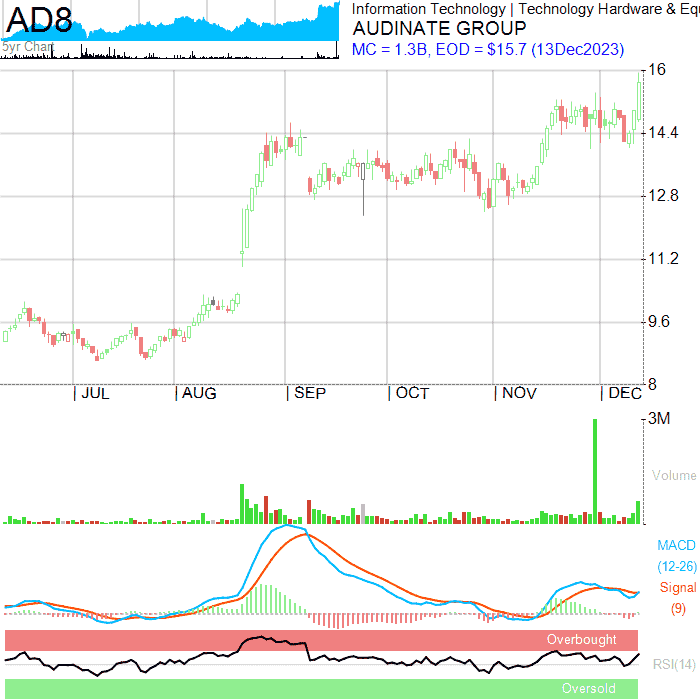 AD8
5yr Chart
Information Technology | Technology Hardware & Equ
AUDINATE GROUP
MC = 1.3B, EOD = $15.7 (13Dec2023)
16
14.4
12.8
11.2
9.6
8
| JUL | AUG | SEP | OCT | NOV | DEC
3M
Volume
MACD
(12-26)
Signal
(9)
Overbought
RSI(14)
Oversold